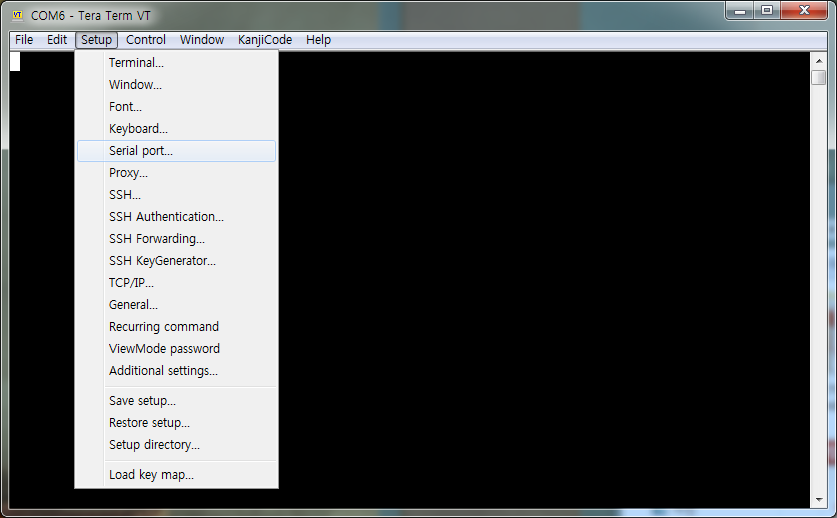 VT COM6 - Tera Term VT
File Edit Setup Control Window KanjiCode Help
Terminal...
Window...
Font...
Keyboard...
Serial port...
Proxy...
SSH...
SSH Authentication...
SSH Forwarding...
SSH KeyGenerator...
TCP/IP...
General...
Recurring command
ViewMode password
Additional settings...
Save setup...
Restore setup...
Setup directory...
Load key map...